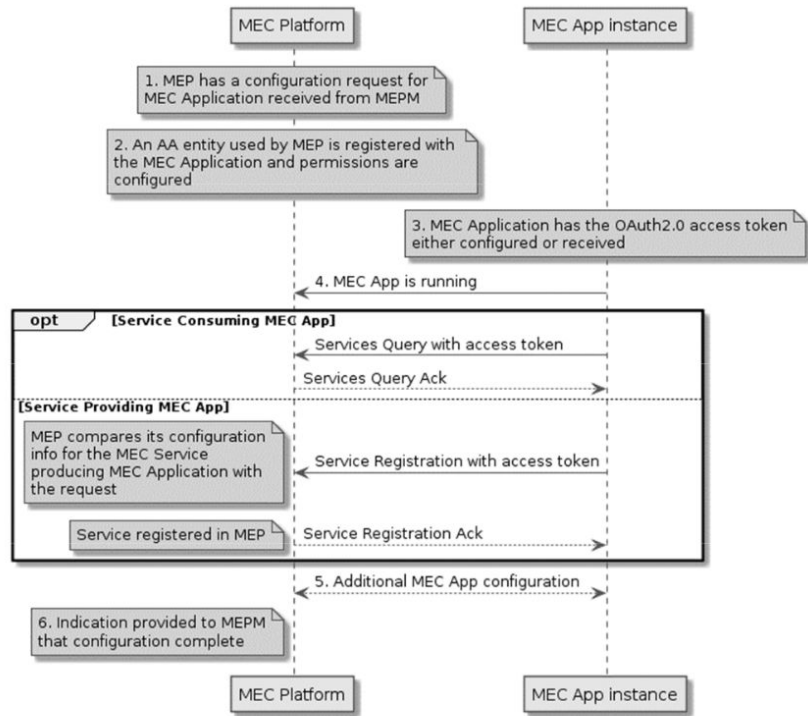 MEC Platform
MEC App instance
1. MEP has a configuration request for
MEC Application received from MEPM
2. An AA entity used by MEP is registered with
the MEC Application and permissions are
configured
3. MEC Application has the OAuth2.0 access token
either configured or received
4. MEC App is running
opt
[Service Consuming MEC App]
Services Query with access token
Services Query Ack
[Service Providing MEC App]
MEP compares its configuration
info for the MEC Service
producing MEC Application with
the request
Service Registration with access token
Service registered in MEP
Service Registration Ack
5. Additional MEC App configuration
6. Indication provided to MEPM
that configuration complete
MEC Platform
MEC App instance